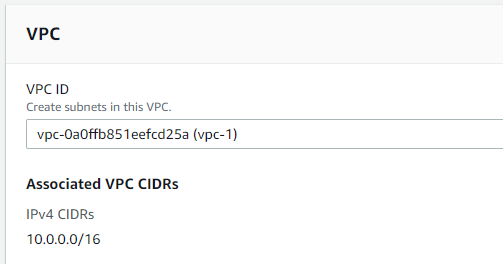 VPC
VPC ID
Create subnets in this VPC.
vpc-0a0ffb851eefcd25a (vpc-1)
Associated VPC CIDRs
IPv4 CIDRs
10.0.0.0/16